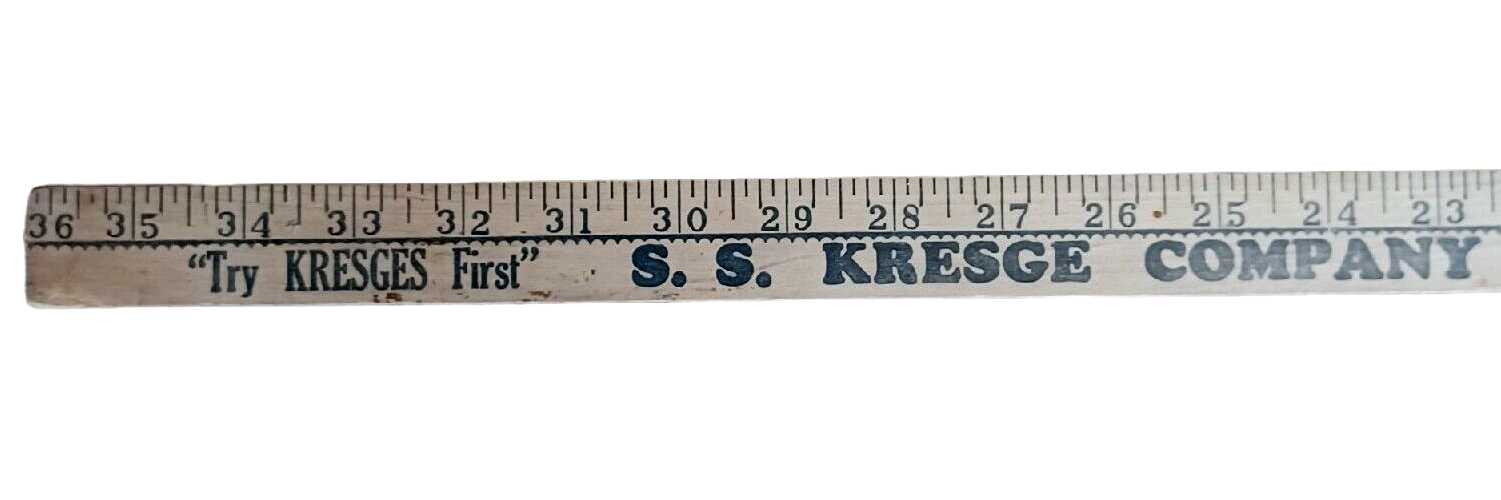 36 35 34 33 32 31 30 29 28 27 26 25 24 23
“Try KRESGES First” S. S. KRESGE COMPANY